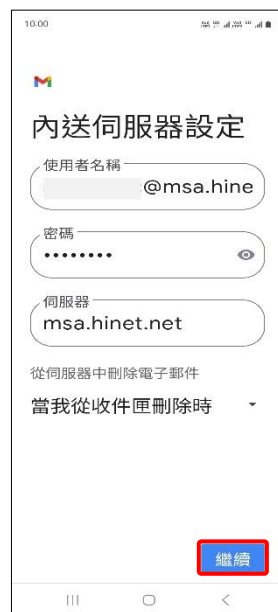 10:00
內送伺服器設定
使用者名稱
@msa.hine
密碼
••••••••
伺服器
msa.hinet.net
從伺服器中刪除電子郵件
當我從收件匣刪除時
繼續